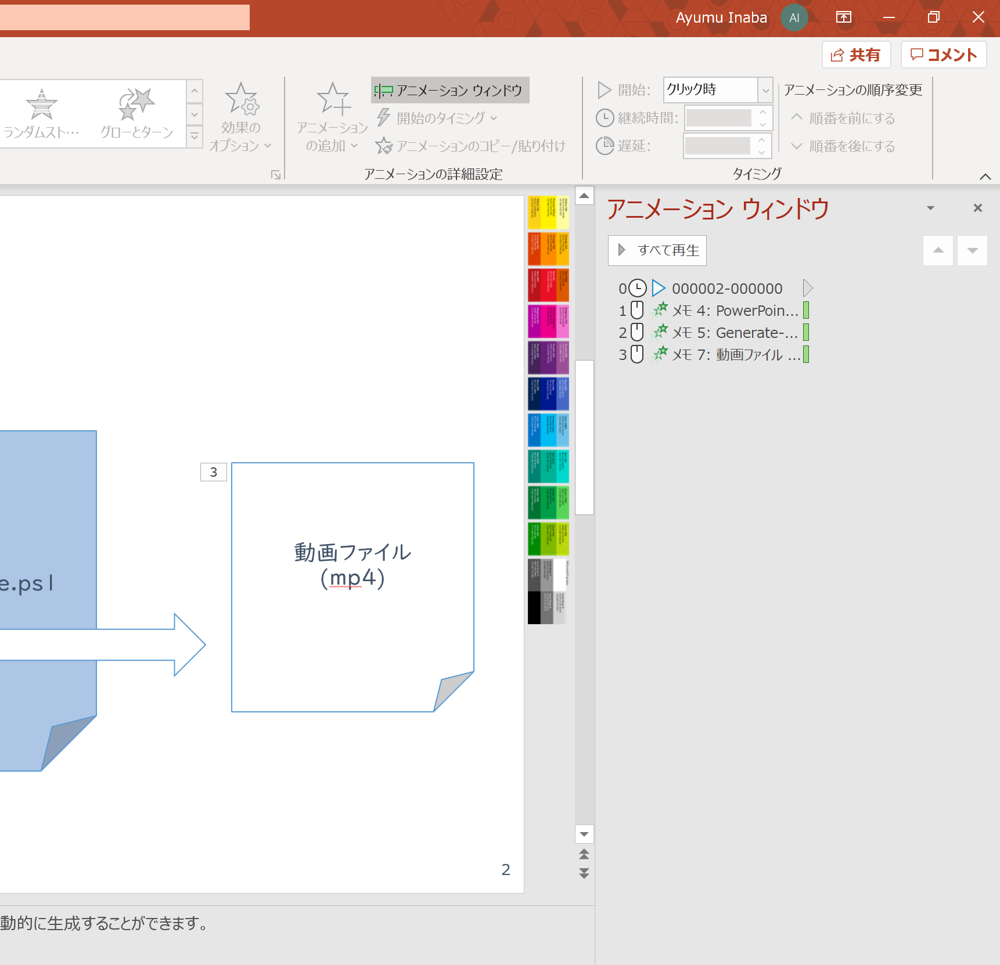 Ayumu Inaba AI
共有
コメント
ランダムスト…
グローとターン
効果の
オプション
アニメーション
の追加
アニメーション ウィンドウ
開始のタイミング
アニメーションのコピー/貼り付け
アニメーションの詳細設定
開始:
クリック時
継続時間:
遅延:
アニメーションの順序変更
順番を前にする
順番を後にする
タイミング
e.ps1
3
動画ファイル
(mp4)
2
動的に生成することができます。
アニメーション ウィンドウ
すべて再生
0 000002-000000
1 メモ 4: PowerPoin…
2 メモ 5: Generate-…
3 メモ 7: 動画ファイル …